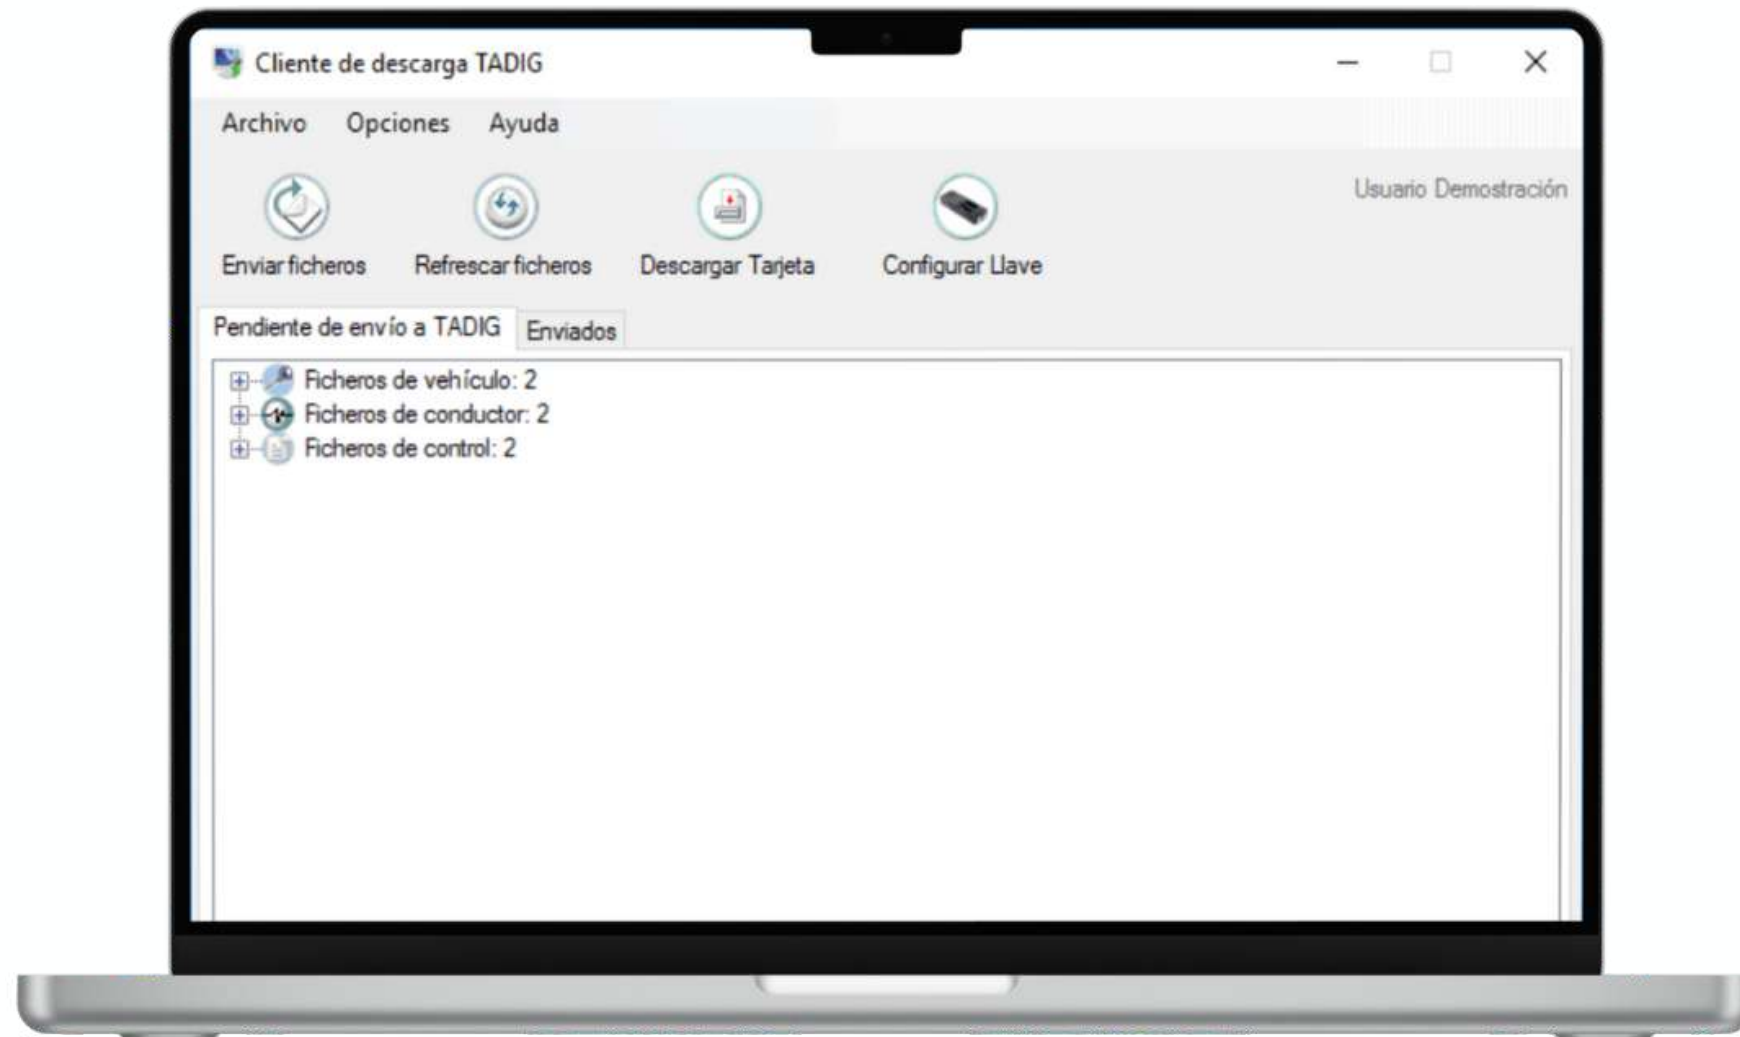 Cliente de descarga TADIG
Archivo Opciones Ayuda
Usuario Demostración
Enviar ficheros Refrescar ficheros Descargar Tarjeta Configurar Llave
Pendiente de envío a TADIG Enviados
Ficheros de vehículo: 2
Ficheros de conductor: 2
Ficheros de control: 2